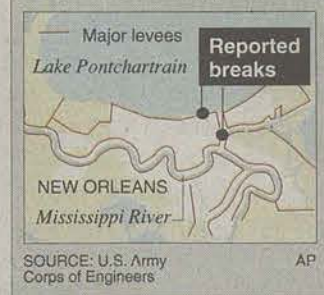 Major levees
Lake Pontchartrain
Reported
breaks
NEW ORLEANS
Mississippi River
SOURCE: U.S. Army
Corps of Engineers
AP